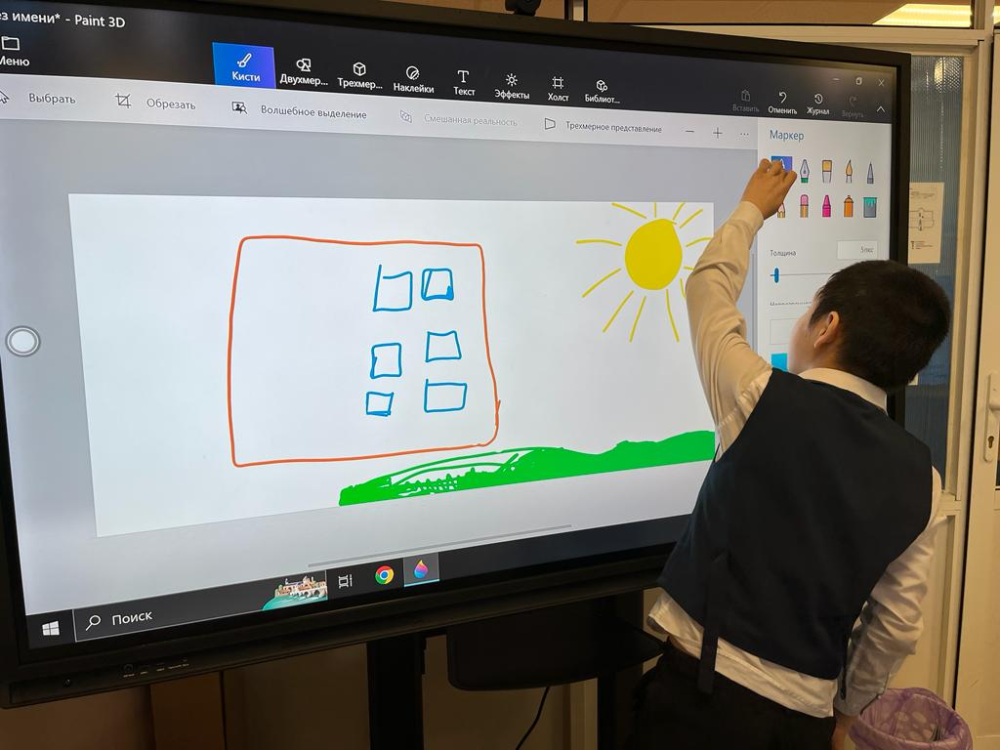 ез имени* - Paint 3D
Меню
Кисти
Двухмер...
Трехмер...
Наклейки
Текст
Эффекты
Холст
Библиот...
Вставить
Отменить
Журнал
Вернуть
Выбрать
Обрезать
Волшебное выделение
Смешанная реальность
Трехмерное представление
Маркер
Толщина
5пкс
Поиск